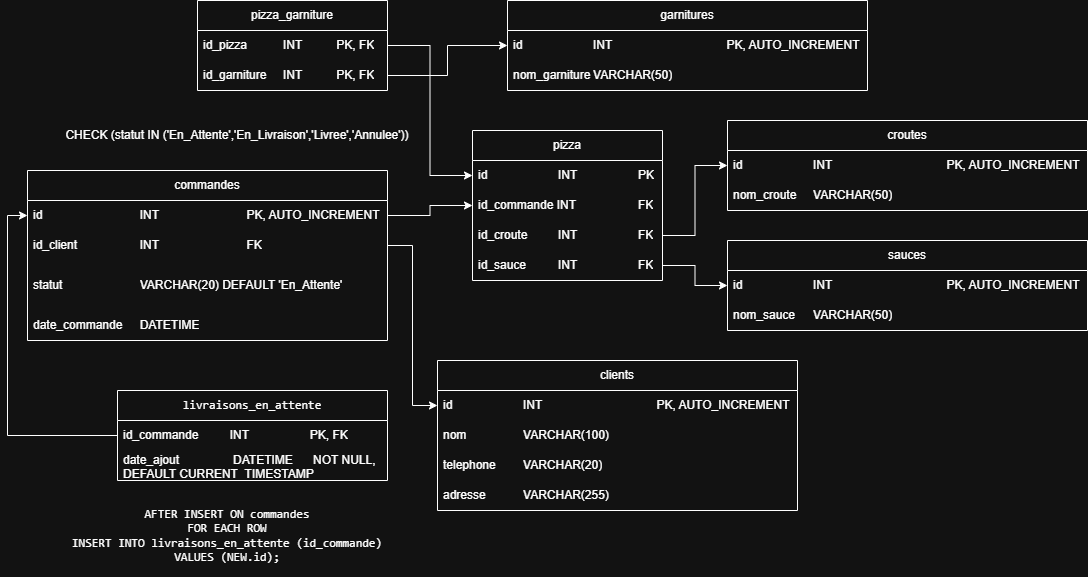 pizza_garniture
id_pizza INT PK, FK
id_garniture INT PK, FK
garnitures
id INT PK, AUTO_INCREMENT
nom_garniture VARCHAR(50)
CHECK (statut IN ('En_Attente','En_Livraison','Livree','Annulee'))
pizza
id INT PK
id_commande INT FK
id_croute INT FK
id_sauce INT FK
croutes
id INT PK, AUTO_INCREMENT
nom_croute VARCHAR(50)
commandes
id INT PK, AUTO_INCREMENT
id_client INT FK
statut VARCHAR(20) DEFAULT 'En_Attente'
date_commande DATETIME
sauces
id INT PK, AUTO_INCREMENT
nom_sauce VARCHAR(50)
clients
id INT PK, AUTO_INCREMENT
nom VARCHAR(100)
telephone VARCHAR(20)
adresse VARCHAR(255)
livraisons_en_attente
id_commande INT PK, FK
date_ajout DATETIME NOT NULL,
DEFAULT CURRENT_TIMESTAMP
AFTER INSERT ON commandes
FOR EACH ROW
INSERT INTO livraisons_en_attente (id_commande)
VALUES (NEW.id);